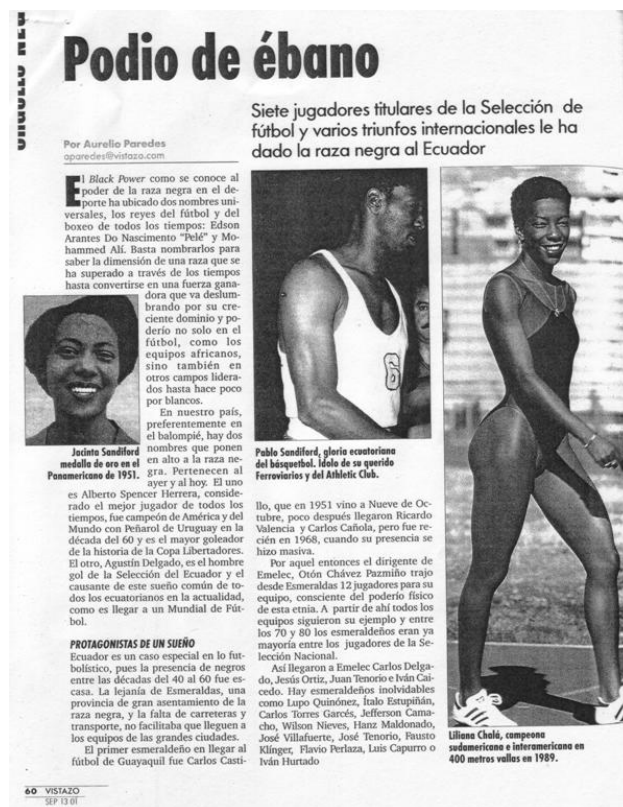 Podio de ébano
Siete jugadores titulares de la Selección de
fútbol y varios triunfos internacionales le ha
dado la raza negra al Ecuador
Por Aurelio Paredes
aparedes@vistazo.com
El Black Power como se conoce al
poder de la raza negra en el de-
porte ha ubicado dos nombres uni-
versales, los reyes del fútbol y del
boxeo de todos los tiempos: Edson
Arantes Do Nascimento "Pelé" y Mo-
hammed Alí. Basta nombrarlos para
saber la dimensión de una raza que se
ha superado a través de los tiempos
hasta convertirse en una fuerza gana-
dora que va deslum-
brando por su cre-
ciente dominio y po-
derío no solo en el
fútbol, como los
equipos africanos,
sino también en
otros campos lidera-
dos hasta hace poco
por blancos.
En nuestro país,
preferentemente en
el balompié, hay dos
nombres que ponen
en alto a la raza ne-
gra. Pertenecen al
ayer y al hoy. El uno
es Alberto Spencer Herrera, conside-
rado el mejor jugador de todos los
tiempos, fue campeón de América y del
Mundo con Peñarol de Uruguay en la
década del 60 y es el mayor goleador
de la historia de la Copa Libertadores.
El otro, Agustín Delgado, es el hombre
gol de la Selección del Ecuador y el
causante de este sueño común de to-
dos los ecuatorianos en la actualidad,
como es llegar a un Mundial de Fút-
bol.
Jacinta Sandiford
medalla de oro en el
Panamericano de 1951.
PROTAGONISTAS DE UN SUEÑO
Ecuador es un caso especial en lo fut-
bolístico, pues la presencia de negros
entre las décadas del 40 al 60 fue es-
casa. La lejanía de Esmeraldas, una
provincia de gran asentamiento de la
raza negra, y la falta de carreteras y
transporte, no facilitaba que lleguen a
los equipos de las grandes ciudades.
El primer esmeraldeño en llegar al
fútbol de Guayaquil fue Carlos Casti-
6
Pablo Sandiford, gloria ecuatoriana
del básquetbol. Idolo de su querido
Ferroviarios y del Athletic Club.
llo, que en 1951 vino a Nueve de Oc-
tubre, poco después llegaron Ricardo
Valencia y Carlos Cañola, pero fue re-
cién en 1968, cuando su presencia se
hizo masiva.
Por aquel entonces el dirigente de
Emelec, Otón Chávez Pazmiño trajo
desde Esmeraldas 12 jugadores para su
equipo, consciente del poderío físico
de esta etnia. A partir de ahí todos los
equipos siguieron su ejemplo y entre
los 70 y 80 los esmeraldeños eran ya
mayoría entre los jugadores de la Se-
lección Nacional.
Así llegaron a Emelec Carlos Delga-
do, Jesús Ortiz, Juan Tenorio e Iván Cai-
cedo. Hay esmeraldeños inolvidables
como Lupo Quinónez, Ítalo Estupiñán,
Carlos Torres Garcés, Jefferson Cama-
cho, Wilson Nieves, Hanz Maldonado,
José Villafuerte, José Tenorio, Fausto
Klínger, Flavio Perlaza, Luis Capurro o
Iván Hurtado
Liliana Chalá, campeona
sudamericana e interamericana en
400 metros vallas en 1989.
60 VISTAZO
SEP 13 01